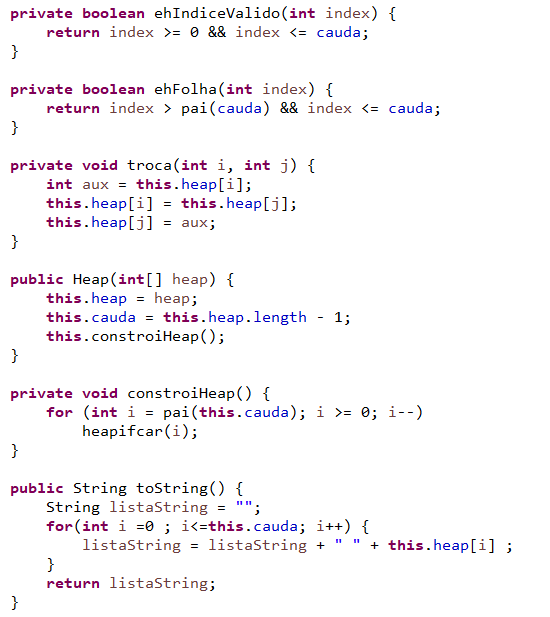 private boolean ehIndiceValido(int index) {
    return index >= 0 && index <= cauda;
}

private boolean ehFolha(int index) {
    return index > pai(cauda) && index <= cauda;
}

private void troca(int i, int j) {
    int aux = this.heap[i];
    this.heap[i] = this.heap[j];
    this.heap[j] = aux;
}

public Heap(int[] heap) {
    this.heap = heap;
    this.cauda = this.heap.length - 1;
    this.constroiHeap();
}

private void constroiHeap() {
    for (int i = pai(this.cauda); i >= 0; i--)
        heapifcar(i);
}

public String toString() {
    String listaString = "";
    for(int i =0 ; i<=this.cauda; i++) {
        listaString = listaString + " " + this.heap[i] ;
    }
    return listaString;
}